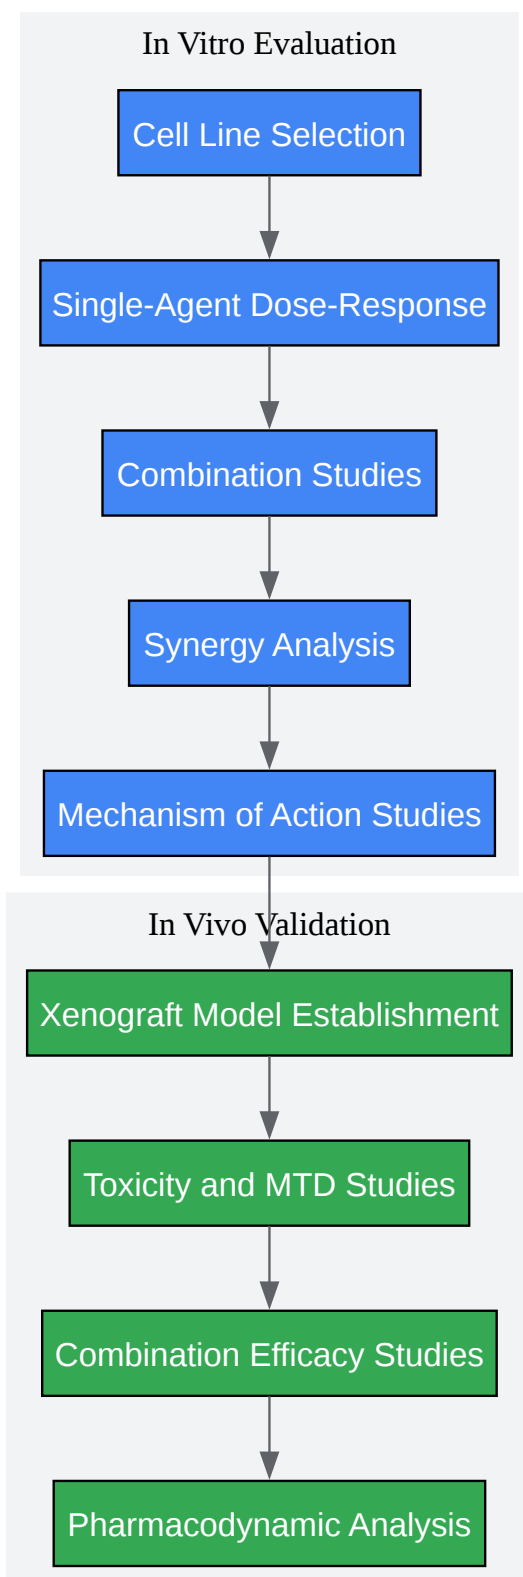 In Vitro Evaluation
Cell Line Selection
Single-Agent Dose-Response
Combination Studies
Synergy Analysis
Mechanism of Action Studies
In Vivo Validation
Xenograft Model Establishment
Toxicity and MTD Studies
Combination Efficacy Studies
Pharmacodynamic Analysis